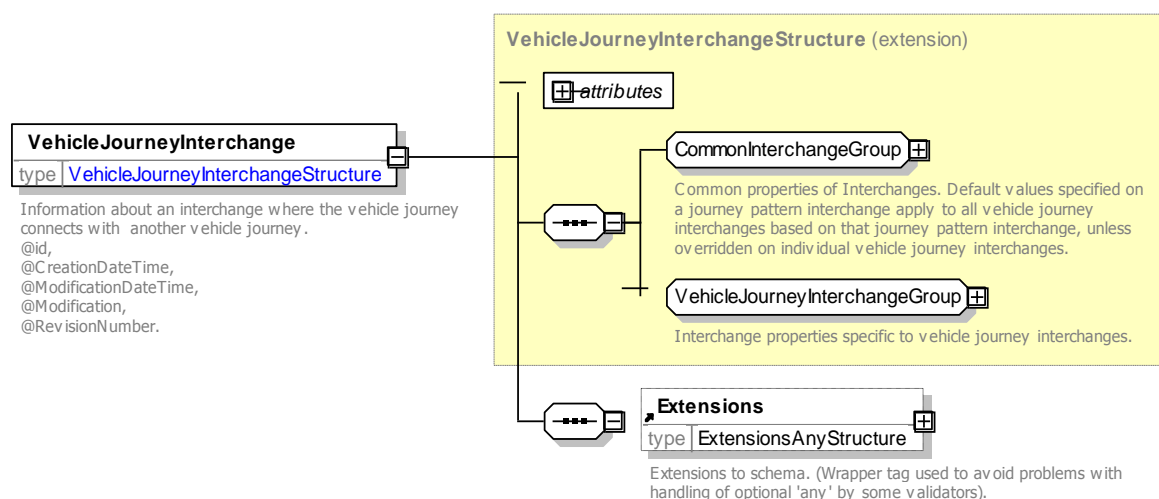 VehicleJourneyInterchangeStructure (extension)
attributes
VehicleJourneyInterchange
type VehicleJourneyInterchangeStructure
Information about an interchange where the vehicle journey
connects with another vehicle journey.
@id,
@CreationDateTime,
@ModificationDateTime,
@Modification,
@RevisionNumber.
CommonInterchangeGroup
Common properties of Interchanges. Default values specified on
a journey pattern interchange apply to all vehicle journey
interchanges based on that journey pattern interchange, unless
overridden on individual vehicle journey interchanges.
VehicleJourneyInterchangeGroup
Interchange properties specific to vehicle journey interchanges.
Extensions
type ExtensionsAnyStructure
Extensions to schema. (Wrapper tag used to avoid problems with
handling of optional 'any' by some validators).